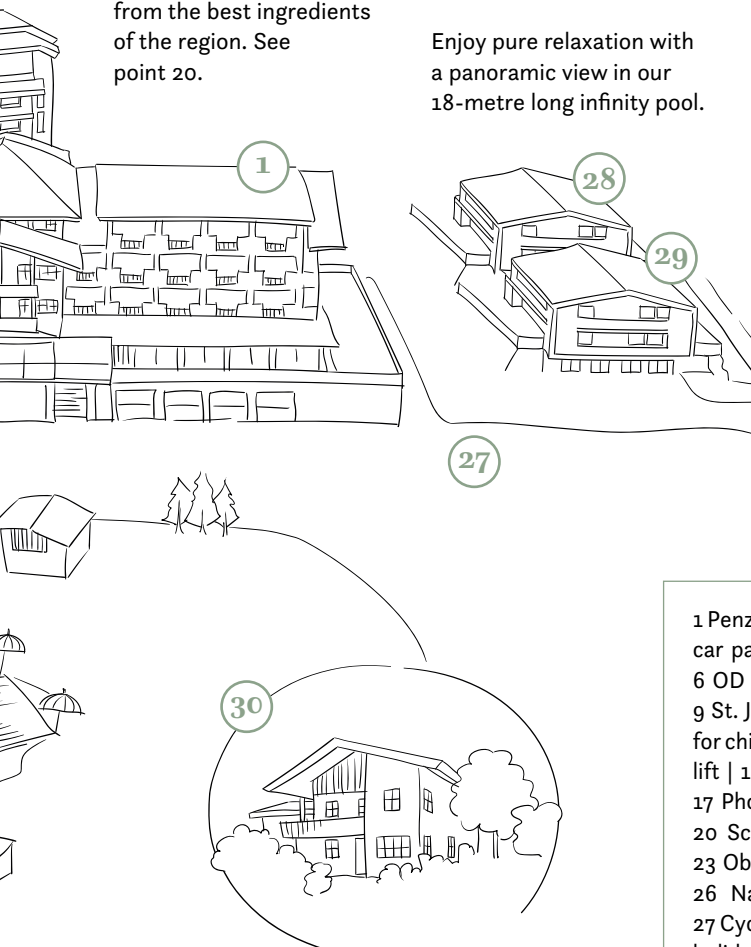 from the best ingredients
of the region. See
point 20.
Enjoy pure relaxation with
a panoramic view in our
18-metre long infinity pool.
1
28
29
27
30
1 Penz
car pa
6 OD
9 St. J
for chi
lift | 1
17 Pho
20 Sc
23 Ob
26 Na
27 Cyc